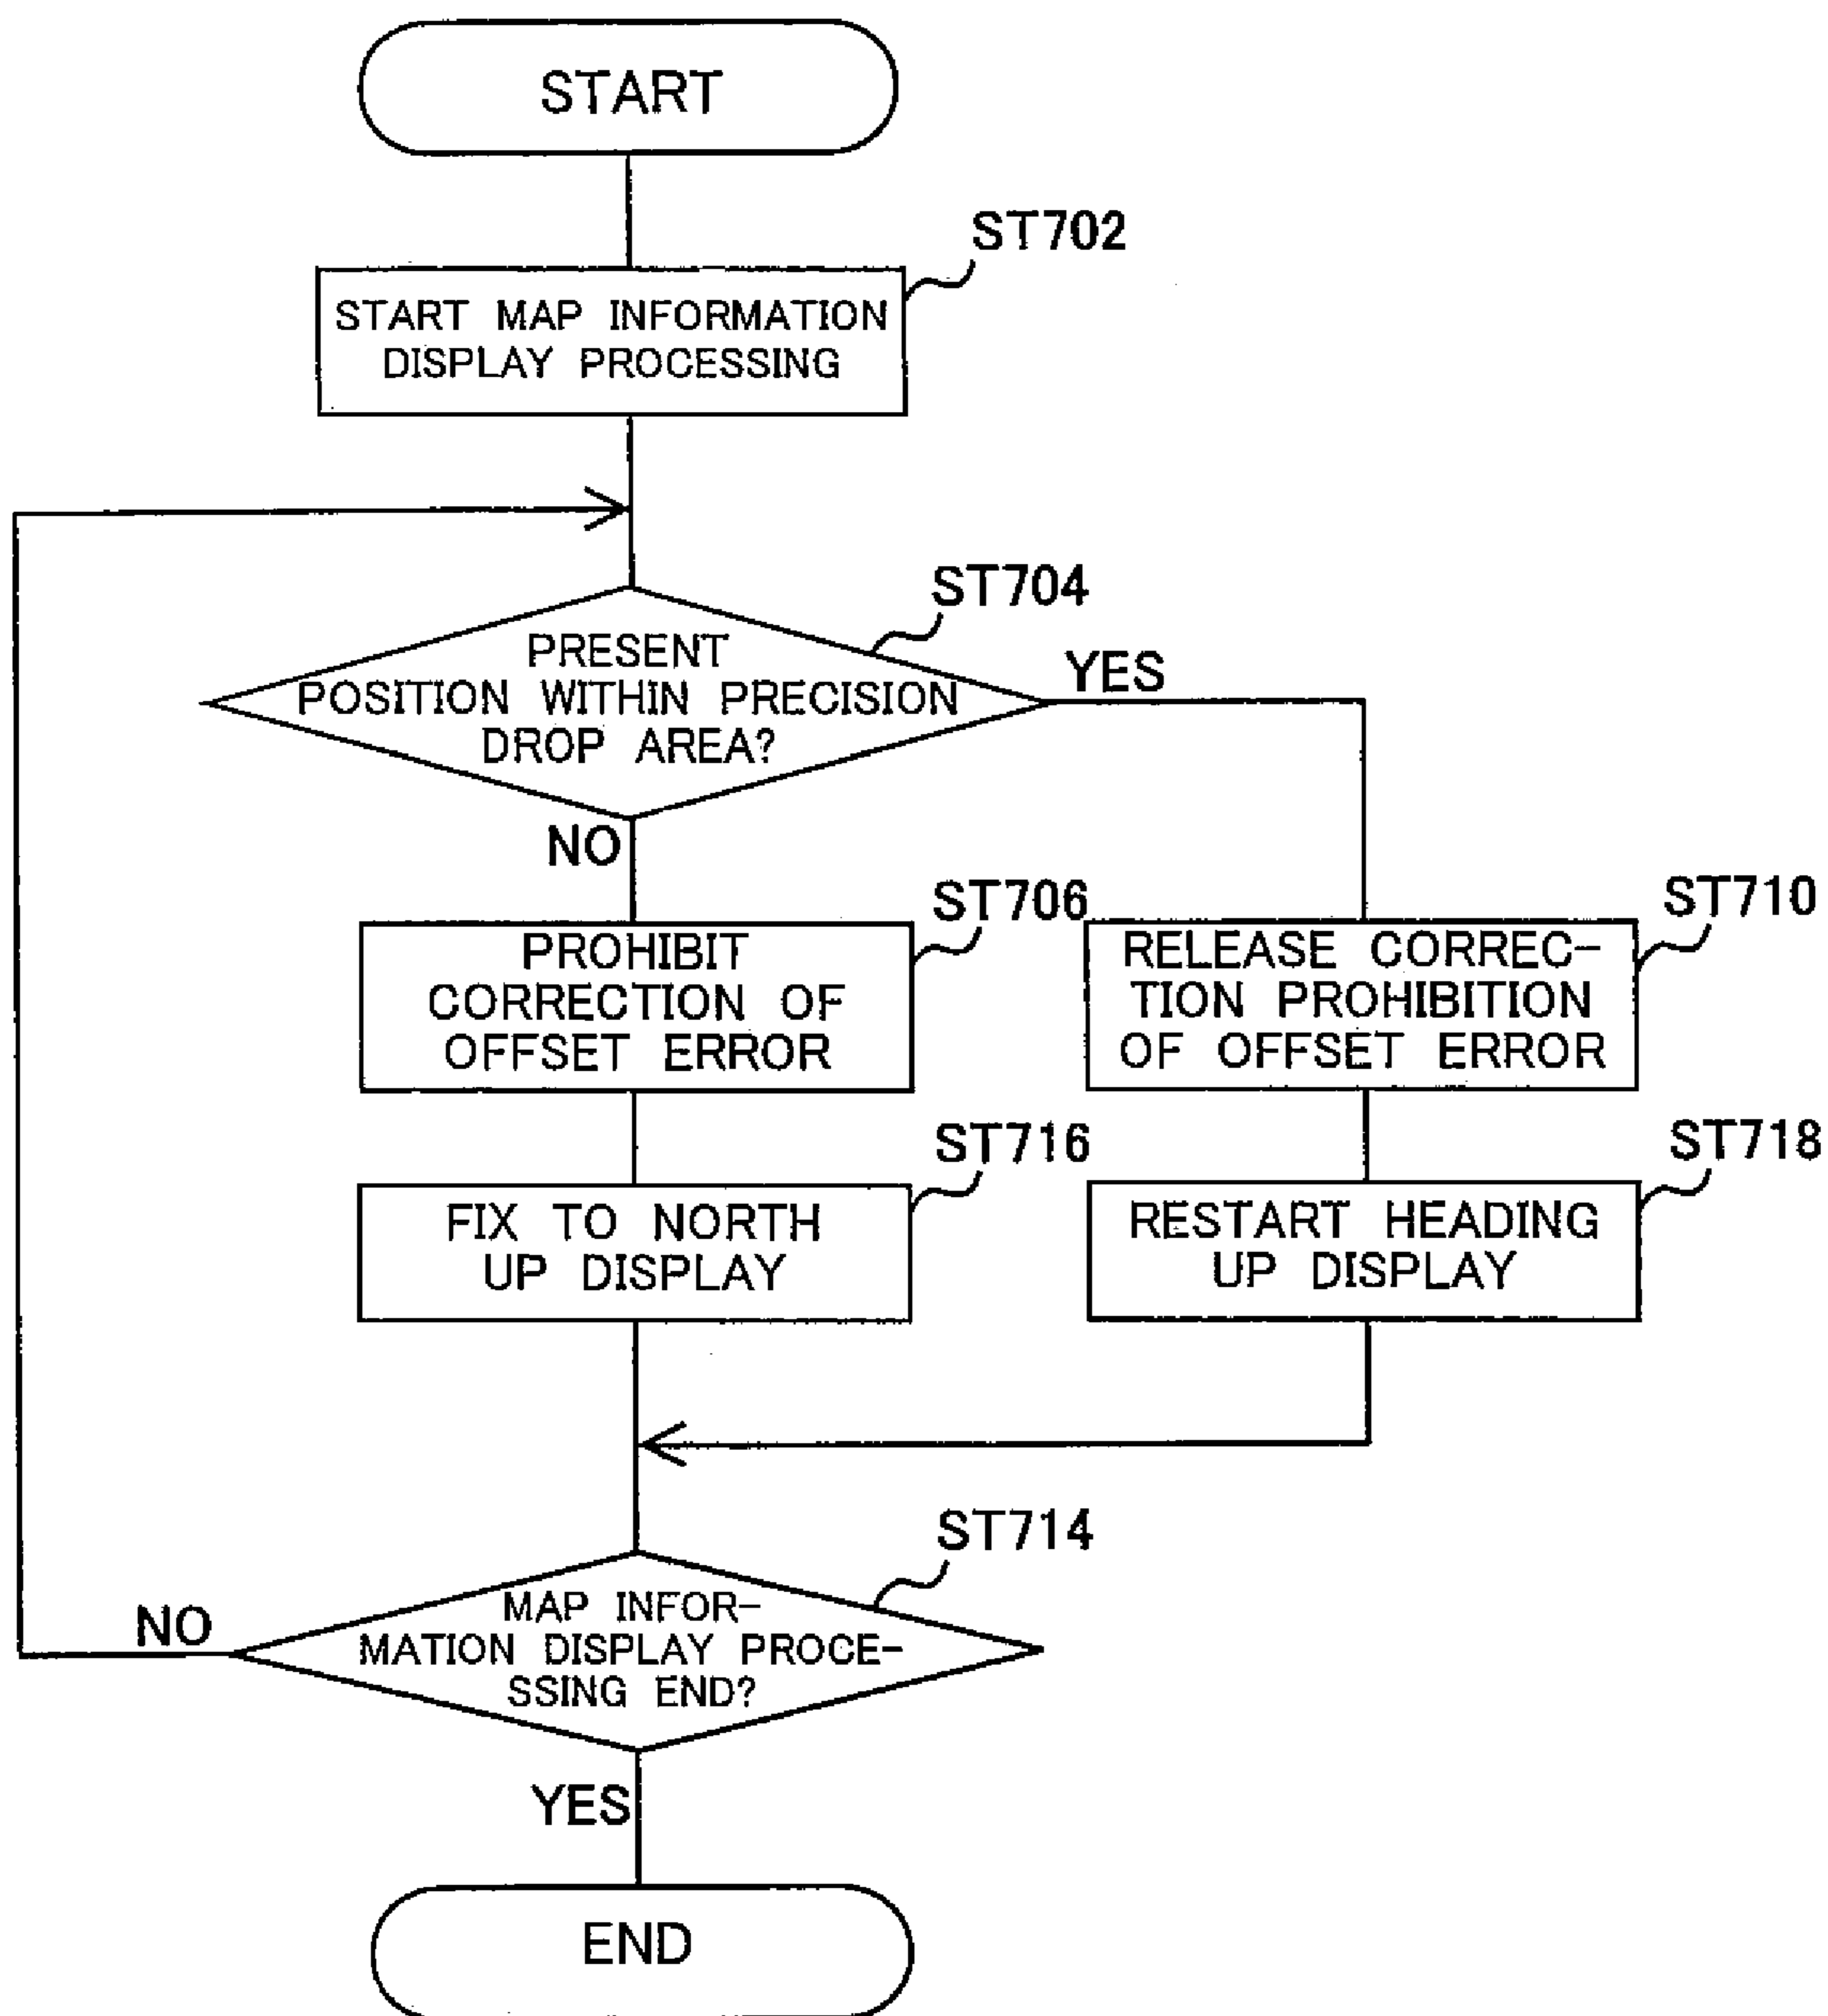 START
ST702
START MAP INFORMATION
DISPLAY PROCESSING
ST704
PRESENT
POSITION WITHIN PRECISION
DROP AREA?
YES
NO
ST706
PROHIBIT
CORRECTION OF
OFFSET ERROR
ST710
RELEASE CORREC-
TION PROHIBITION
OF OFFSET ERROR
ST716
FIX TO NORTH
UP DISPLAY
ST718
RESTART HEADING
UP DISPLAY
ST714
MAP INFOR-
MATION DISPLAY PROCE-
SSING END?
NO
YES
END